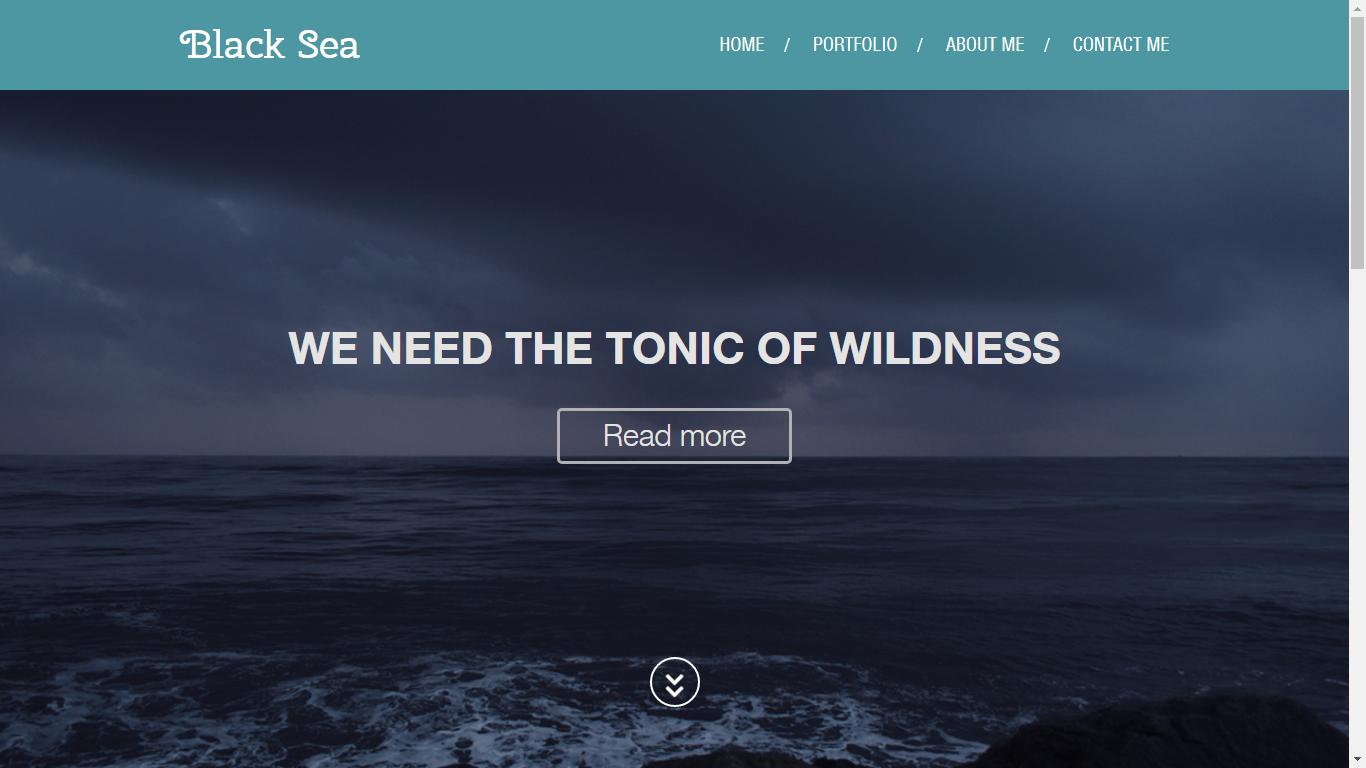 Black Sea
HOME / PORTFOLIO / ABOUT ME / CONTACT ME
WE NEED THE TONIC OF WILDNESS
Read more